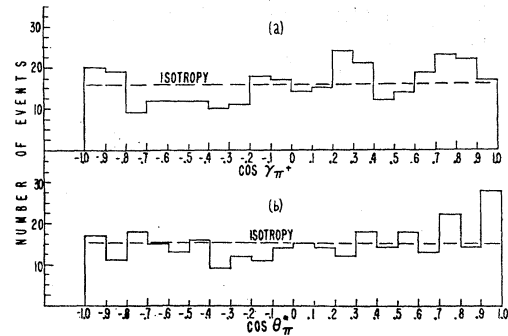 (a)
NUMBER OF EVENTS
30
20
10
ISOTROPY
-1.0 -.9 -.8 -.7 -.6 -.5 -.4 -.3 -.2 -.1 0 .1 .2 .3 .4 .5 .6 .7 .8 .9 1.0
COS γπ+
(b)
30
20
10
ISOTROPY
-1.0 -.9 -.8 -.7 -.6 -.5 -.4 -.3 -.2 -.1 0 .1 .2 .3 .4 .5 .6 .7 .8 .9 1.0
COS θ*π